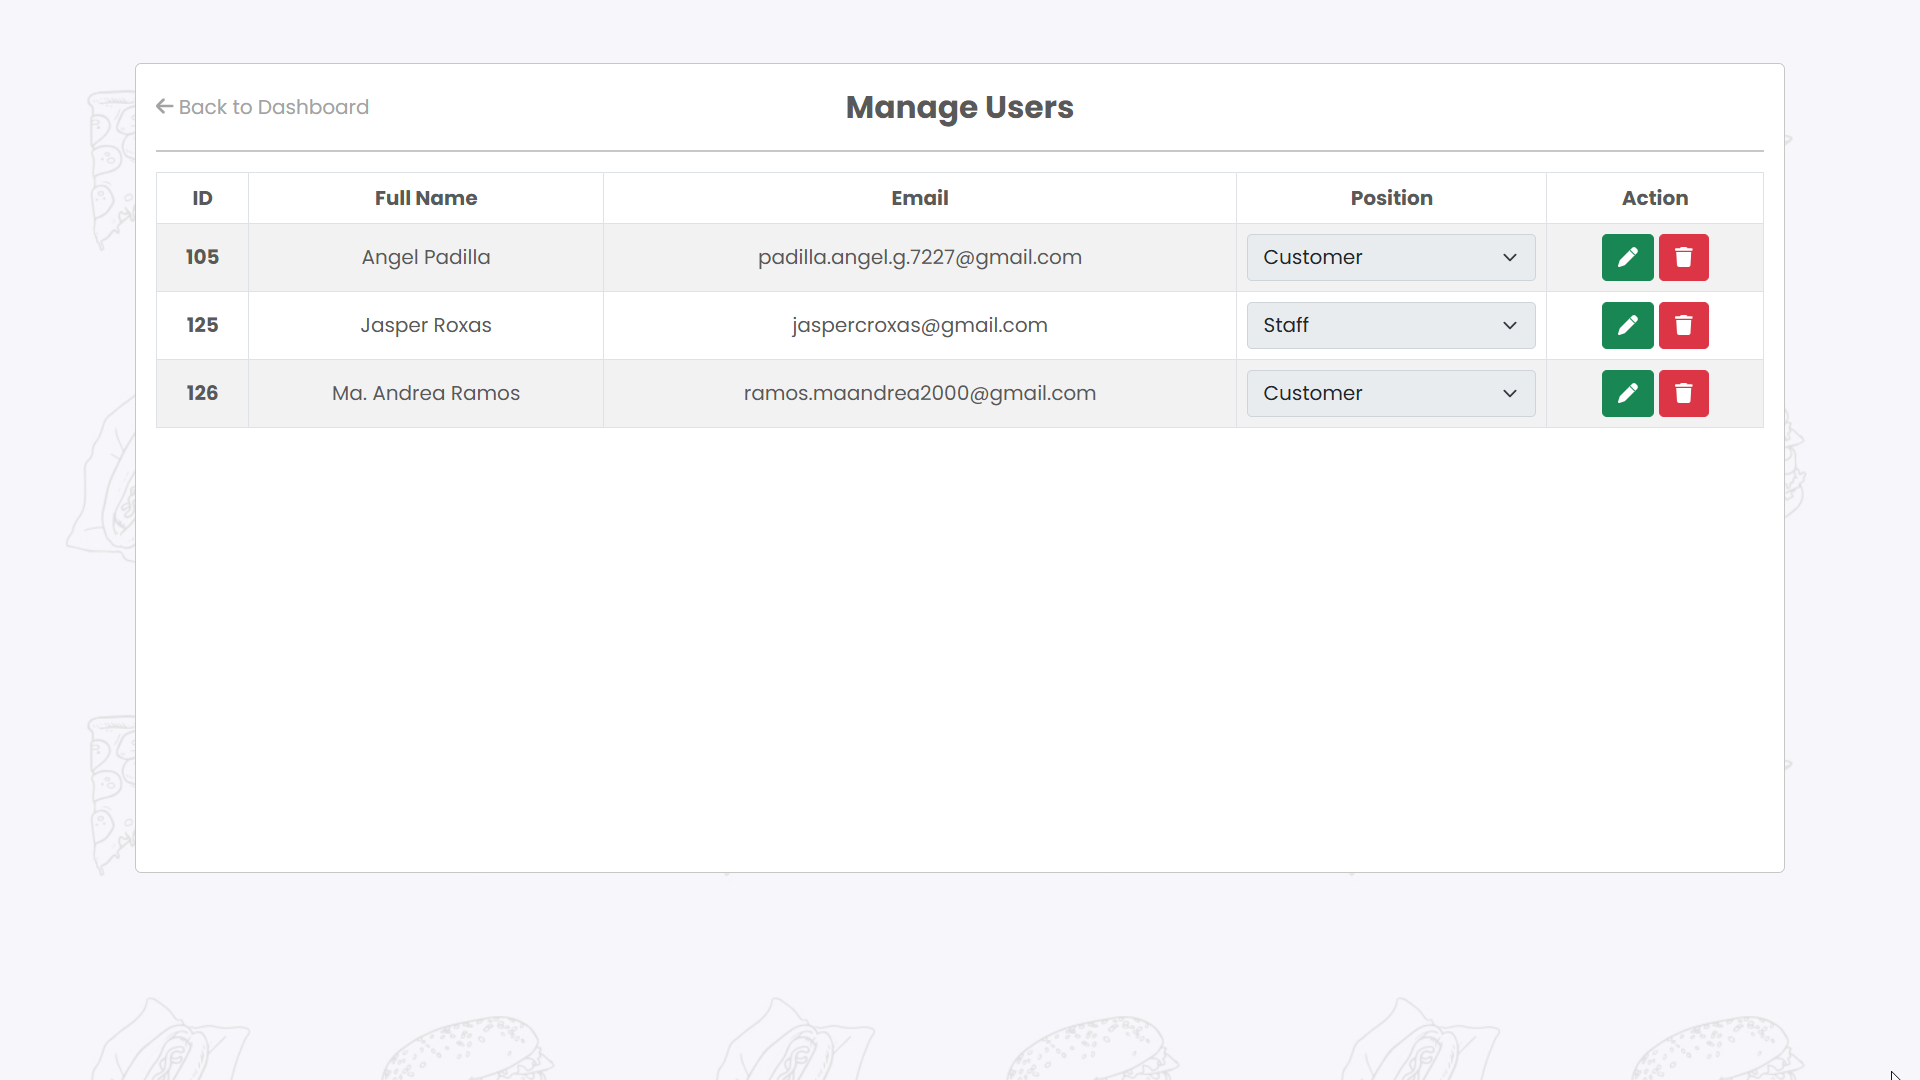 Back to Dashboard
Manage Users
ID Full Name Email Position Action
105 Angel Padilla padilla.angel.g.7227@gmail.com Customer
125 Jasper Roxas jaspercroxas@gmail.com Staff
126 Ma. Andrea Ramos ramos.maandrea2000@gmail.com Customer